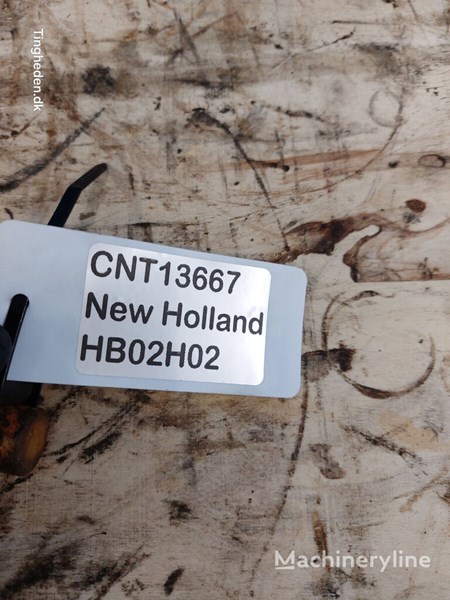 Tingheden.dk
CNT13667
New Holland
HB02H02
Machineryline